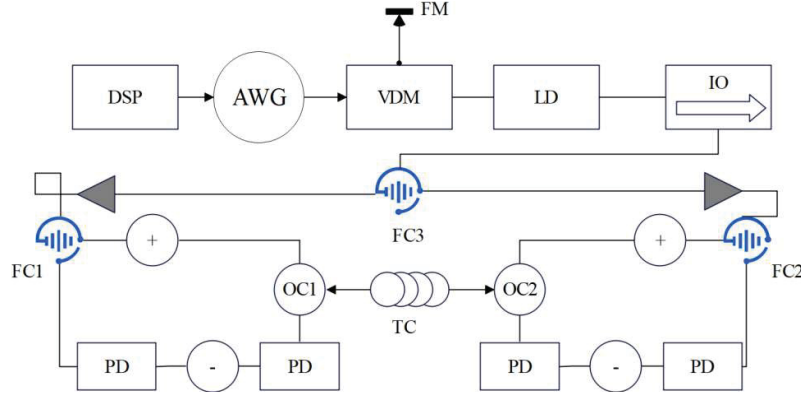 FM
DSP
AWG
VDM
LD
IO
FC3
FC1
+
+
FC2
OC1
OC2
TC
PD
-
PD
PD
-
PD